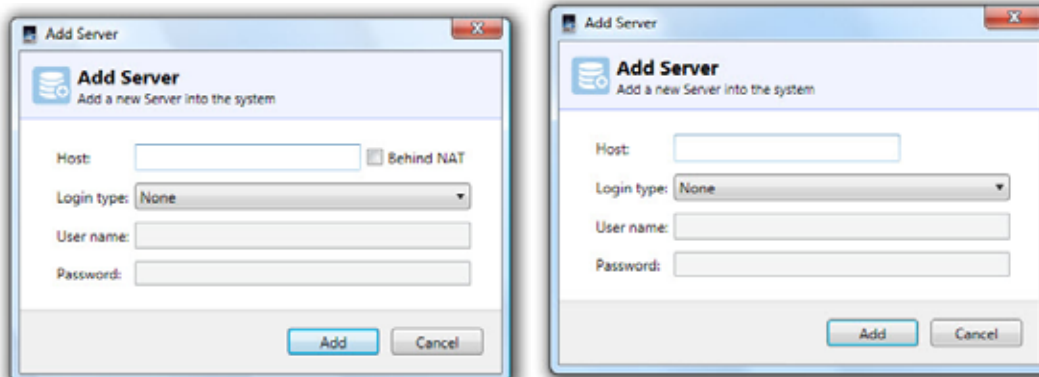 Add Server
Add Server
Add a new Server into the system
Host:
Behind NAT
Login type: None
User name:
Password:
Add Cancel
Add Server
Add Server
Add a new Server into the system
Host:
Login type: None
User name:
Password:
Add Cancel